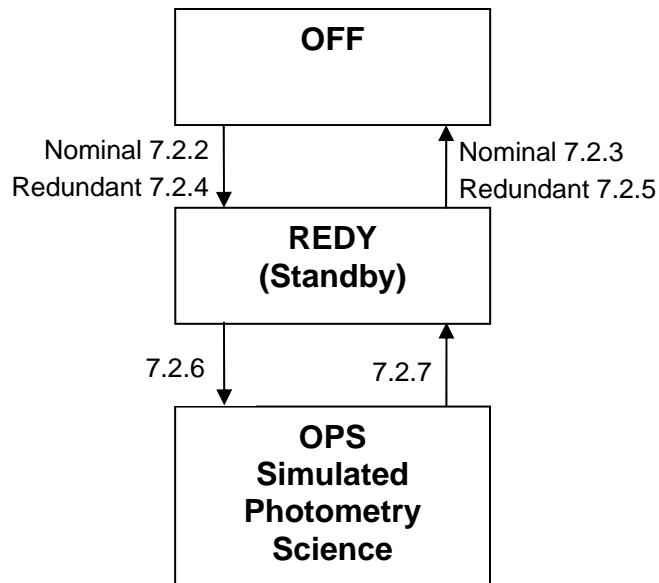 OFF
Nominal 7.2.2
Redundant 7.2.4
Nominal 7.2.3
Redundant 7.2.5
REDY
(Standby)
7.2.6
7.2.7
OPS
Simulated
Photometry
Science